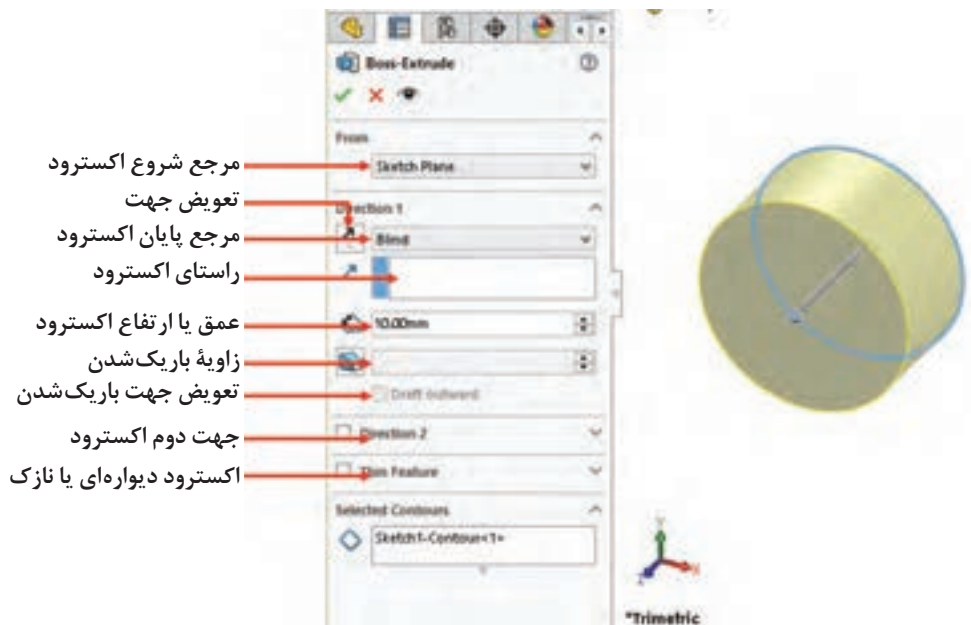 Boss-Extrude
From
مرجع شروع اکسترود
Sketch Plane
تعویض جهت
Direction 1
مرجع پایان اکسترود
Blind
راستای اکسترود
عمق یا ارتفاع اکسترود
10.00mm
زاویهٔ باریک‌شدن
تعویض جهت باریک‌شدن
Draft outward
جهت دوم اکسترود
Direction 2
اکسترود دیواره‌ای یا نازک
Thin Feature
Selected Contours
Sketch1-Contour<1>
Y
X
Z
*Trimetric